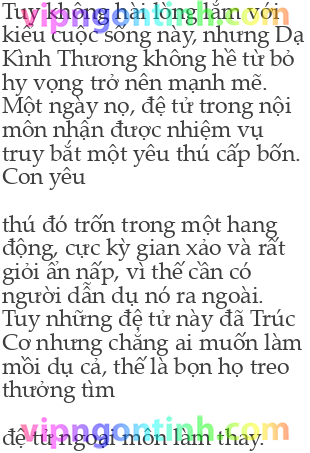 Tuy không hài lòng lắm với
kiểu cuộc sống này, nhưng Dạ
Kình Thương không hề từ bỏ
hy vọng trở nên mạnh mẽ.
Một ngày nọ, đệ tử trong nội
môn nhận được nhiệm vụ
truy bắt một yêu thú cấp bốn.
Con yêu
thú đó trốn trong một hang
động, cực kỳ gian xảo và rất
giỏi ẩn nấp, vì thế cần có
người dẫn dụ nó ra ngoài.
Tuy những đệ tử này đã Trúc
Cơ nhưng chẳng ai muốn làm
mồi dụ cả, thế là bọn họ treo
thưởng tìm
đệ tử ngoại môn làm thay.
vipngontinh.com
vipngontinh.com